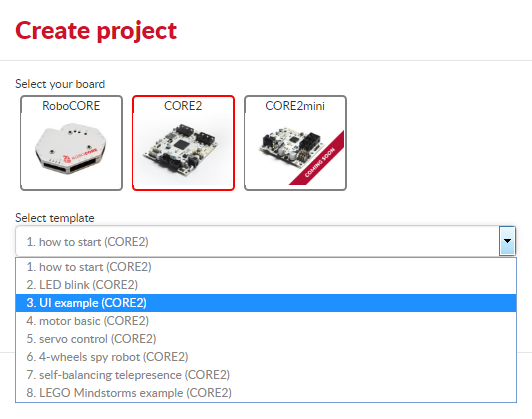 Create project
Select your board
RoboCORE
CORE2
CORE2mini
COMING SOON
Select template
1. how to start (CORE2)
1. how to start (CORE2)
2. LED blink (CORE2)
3. UI example (CORE2)
4. motor basic (CORE2)
5. servo control (CORE2)
6. 4-wheels spy robot (CORE2)
7. self-balancing telepresence (CORE2)
8. LEGO Mindstorms example (CORE2)